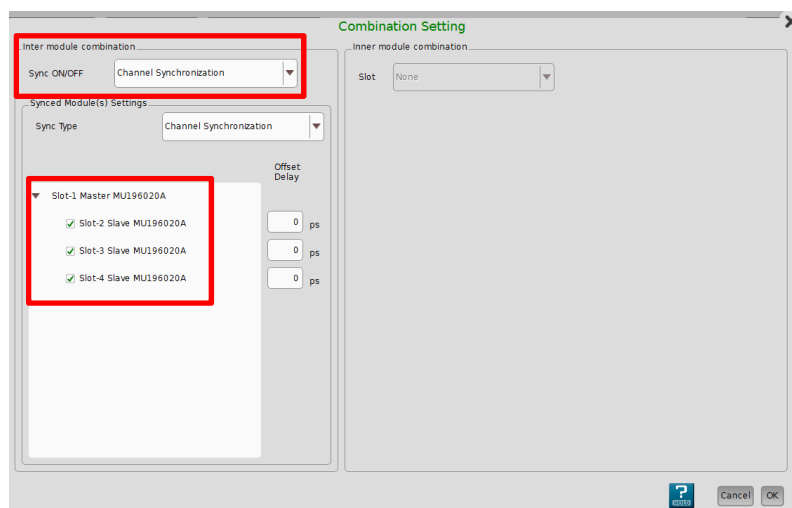 Combination Setting
Inter module combination
Sync ON/OFF
Channel Synchronization
Synced Module(s) Settings
Sync Type
Channel Synchronization
Offset
Delay
Slot-1 Master MU196020A
Slot-2 Slave MU196020A
0 ps
Slot-3 Slave MU196020A
0 ps
Slot-4 Slave MU196020A
0 ps
Inner module combination
Slot
None
?
HOLD
Cancel
OK